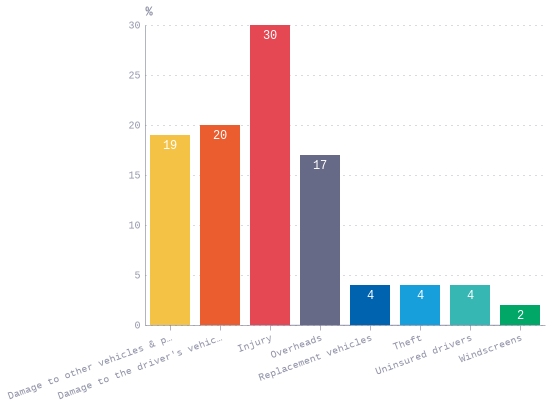 %
30
25
20
15
10
5
0
19
20
30
17
4
4
4
2
Damage to other vehicles & p…
Damage to the driver's vehic…
Injury
Overheads
Replacement vehicles
Theft
Uninsured drivers
Windscreens